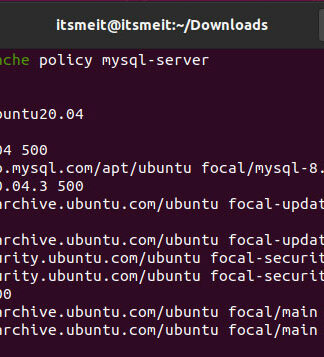 itsmeit@itsmeit:~/Downloads
ache policy mysql-server
buntu20.04
04 500
o.mysql.com/apt/ubuntu focal/mysql-8.
0.04.3 500
archive.ubuntu.com/ubuntu focal-updat
archive.ubuntu.com/ubuntu focal-updat
urity.ubuntu.com/ubuntu focal-securit
urity.ubuntu.com/ubuntu focal-securit
00
archive.ubuntu.com/ubuntu focal/main
archive.ubuntu.com/ubuntu focal/main